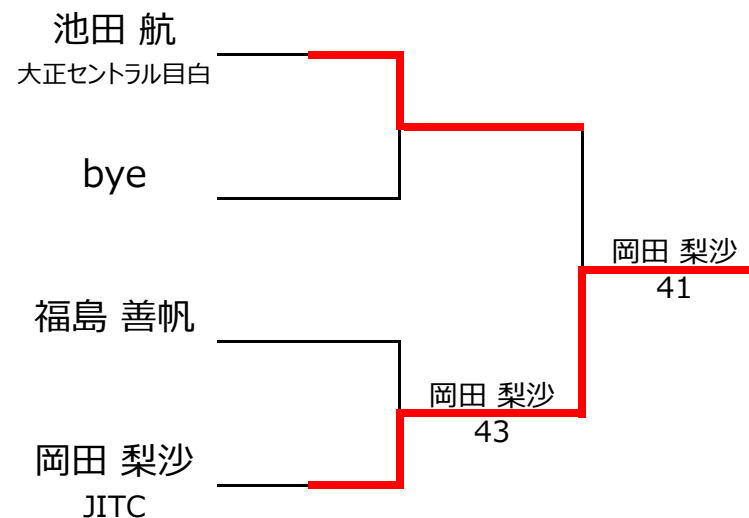 池田 航
大正セントラル目白
bye
福島 善帆
岡田 梨沙
JITC
岡田 梨沙
43
岡田 梨沙
41